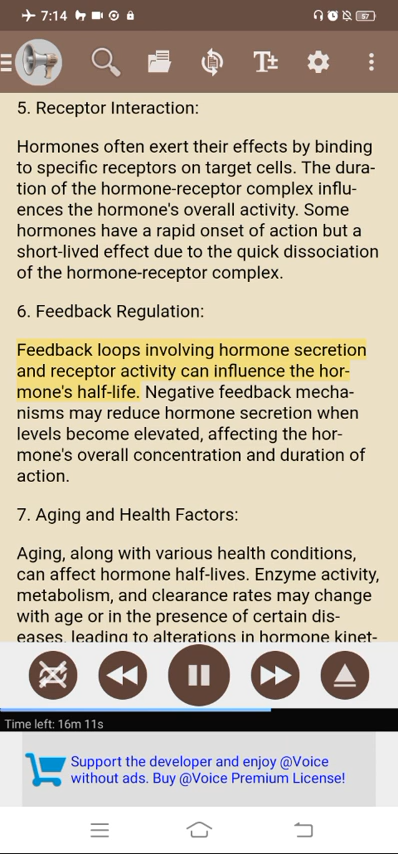 7:14
57
T±
5. Receptor Interaction:
Hormones often exert their effects by binding
to specific receptors on target cells. The dura-
tion of the hormone-receptor complex influ-
ences the hormone's overall activity. Some
hormones have a rapid onset of action but a
short-lived effect due to the quick dissociation
of the hormone-receptor complex.
6. Feedback Regulation:
Feedback loops involving hormone secretion
and receptor activity can influence the hor-
mone's half-life. Negative feedback mecha-
nisms may reduce hormone secretion when
levels become elevated, affecting the hor-
mone's overall concentration and duration of
action.
7. Aging and Health Factors:
Aging, along with various health conditions,
can affect hormone half-lives. Enzyme activity,
metabolism, and clearance rates may change
with age or in the presence of certain dis-
eases, leading to alterations in hormone kinet-
Time left: 16m 11s
Support the developer and enjoy @Voice
without ads. Buy @Voice Premium License!